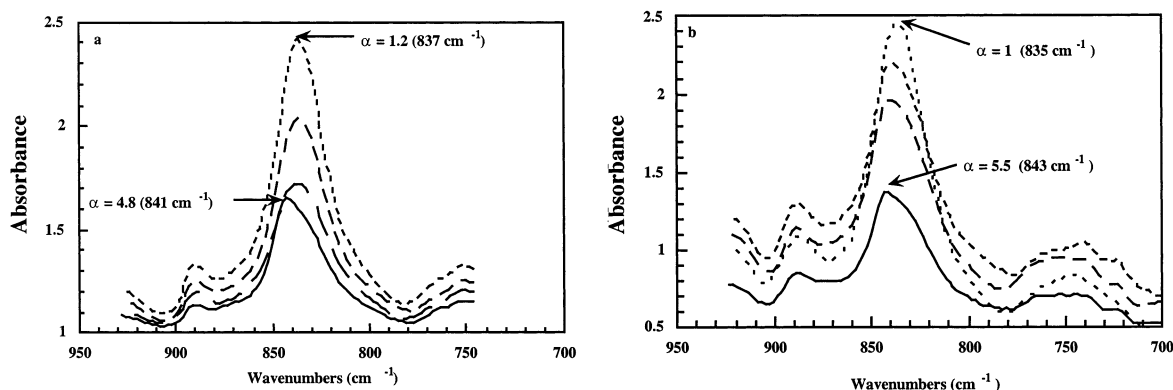 2.5
a
α = 1.2 (837 cm -1)
2
α = 4.8 (841 cm -1)
1.5
1
950 900 850 800 750 700
Absorbance
Wavenumbers (cm -1)
2.5
b
α = 1 (835 cm -1)
2
1.5
α = 5.5 (843 cm -1)
1
0.5
950 900 850 800 750 700
Absorbance
Wavenumbers (cm -1)